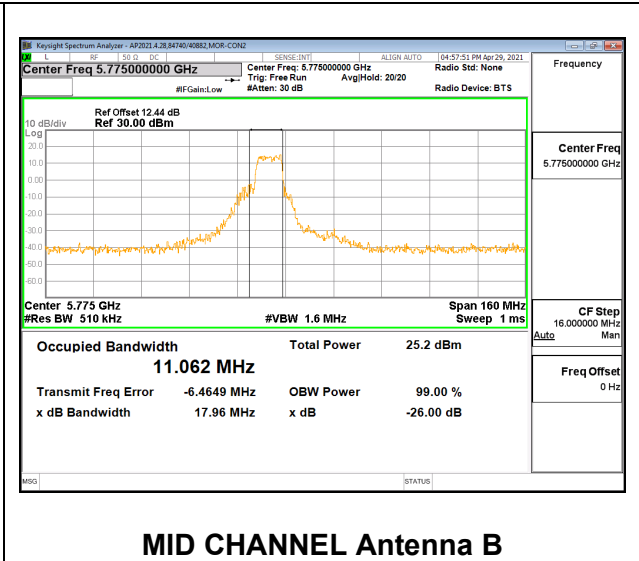 Keysight Spectrum Analyzer - AP2021.4.28,84740/40882,MOR-CON2
L RF 50 Ω DC SENSE:INT ALIGN AUTO 04:57:51 PM Apr 29, 2021
Center Freq 5.775000000 GHz
Center Freq: 5.775000000 GHz
Radio Std: None
Trig: Free Run Avg|Hold: 20/20
#IFGain:Low
#Atten: 30 dB
Radio Device: BTS
Ref Offset 12.44 dB
10 dB/div Ref 30.00 dBm
Log
20.0
10.0
0.00
-10.0
-20.0
-30.0
-40.0
-50.0
-60.0
Center 5.775 GHz Span 160 MHz
#Res BW 510 kHz #VBW 1.6 MHz Sweep 1 ms
Occupied Bandwidth Total Power 25.2 dBm
11.062 MHz
Transmit Freq Error -6.4649 MHz OBW Power 99.00 %
x dB Bandwidth 17.96 MHz x dB -26.00 dB
MSG STATUS
Frequency
Center Freq
5.775000000 GHz
CF Step
16.000000 MHz
Auto Man
Freq Offset
0 Hz
MID CHANNEL Antenna B